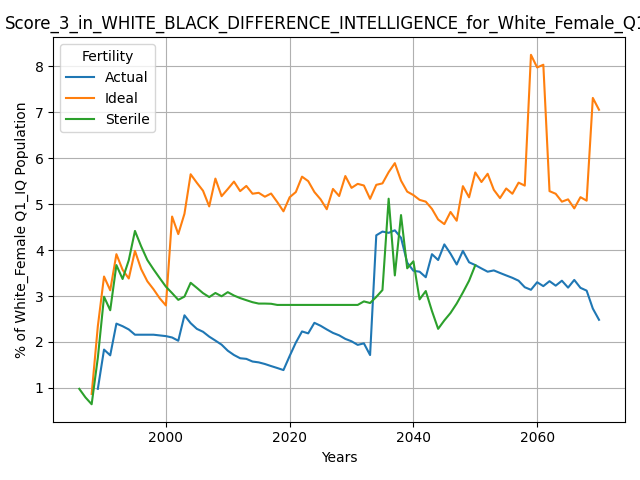 Score_3_in_WHITE_BLACK_DIFFERENCE_INTELLIGENCE_for_White_Female_Q1
Fertility
Actual
Ideal
Sterile
% of White_Female Q1_IQ Population
8
7
6
5
4
3
2
1
2000 2020 2040 2060
Years